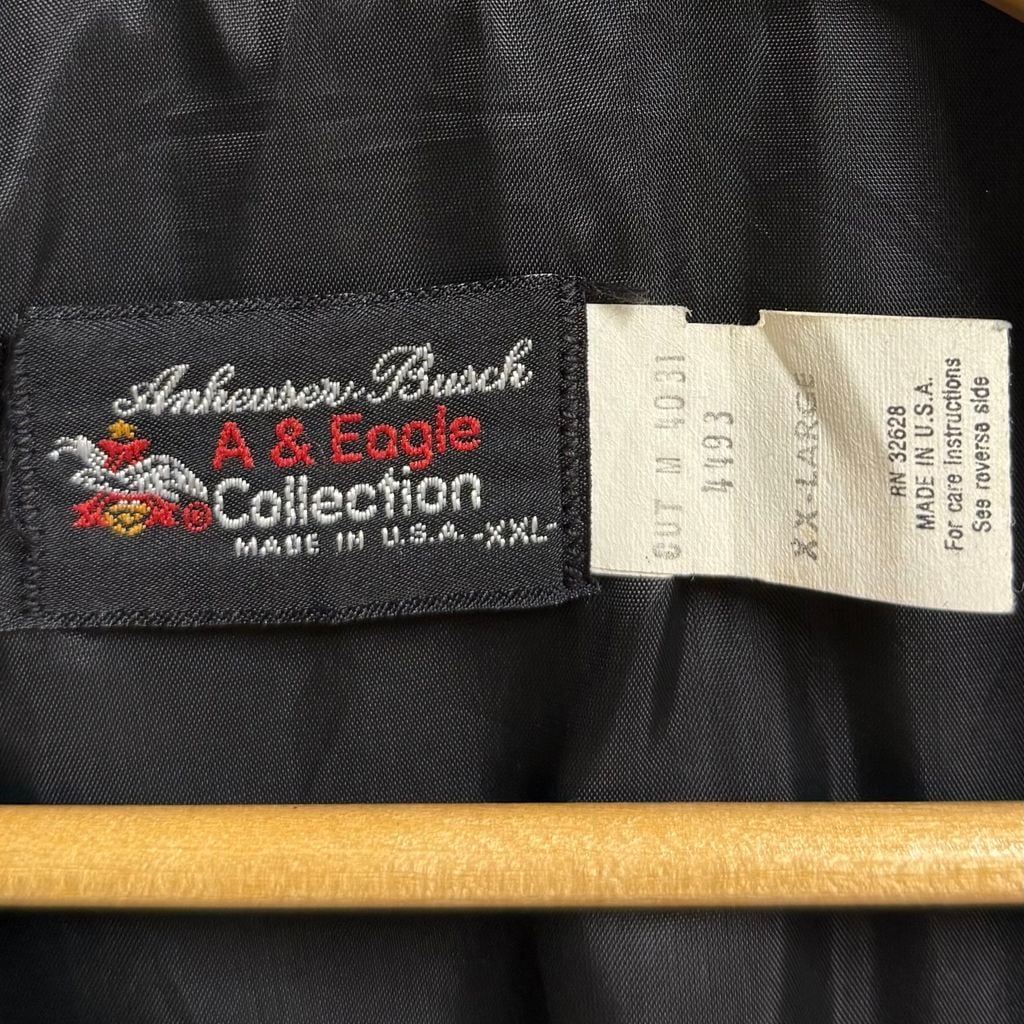 Anheuser-Busch
A & Eagle
Collection
®
MADE IN U.S.A. -XXL-
CUT M 4031
4493
XX-LARGE
RN 32628
MADE IN U.S.A.
For care Instructions
See reverse side